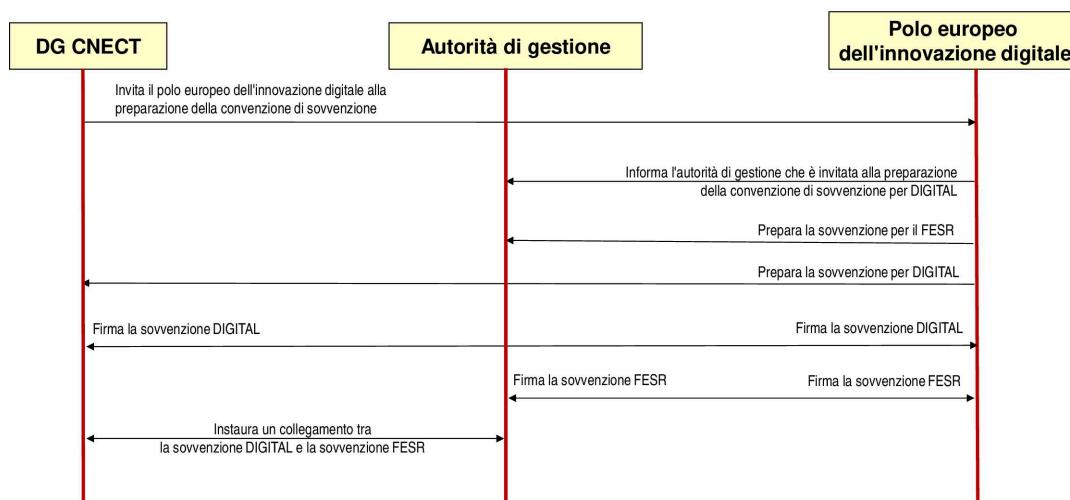 DG CNECT
Autorità di gestione
Polo europeo
dell'innovazione digitale
Invita il polo europeo dell'innovazione digitale alla
preparazione della convenzione di sovvenzione
Informa l'autorità di gestione che è invitata alla preparazione
della convenzione di sovvenzione per DIGITAL
Prepara la sovvenzione per il FESR
Prepara la sovvenzione per DIGITAL
Firma la sovvenzione DIGITAL
Firma la sovvenzione DIGITAL
Firma la sovvenzione FESR
Firma la sovvenzione FESR
Instaura un collegamento tra
la sovvenzione DIGITAL e la sovvenzione FESR